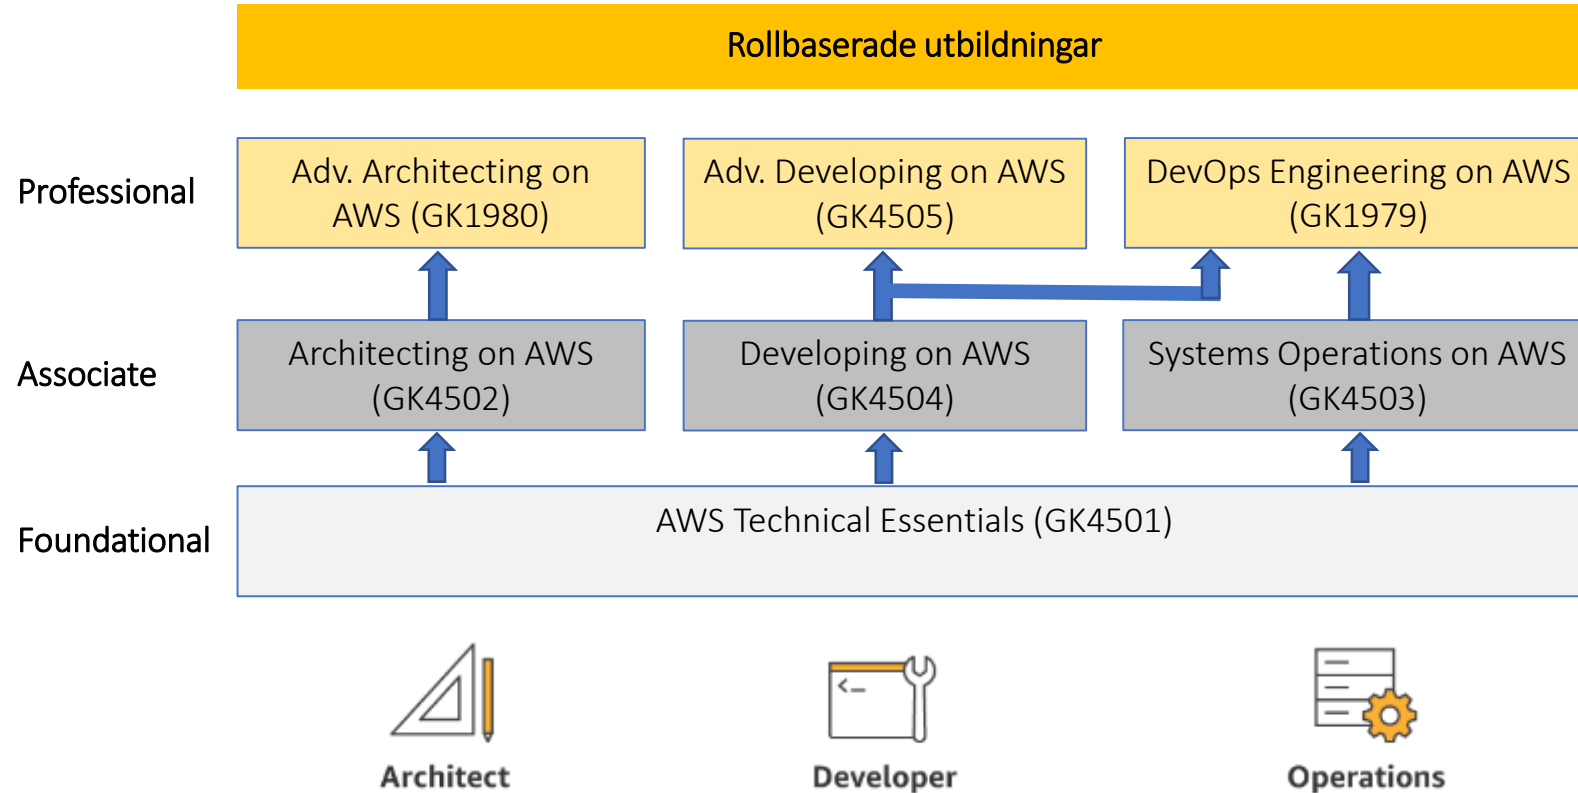 Rollbaserade utbildningar
Professional
Adv. Architecting on
AWS (GK1980)
Adv. Developing on AWS
(GK4505)
DevOps Engineering on AWS
(GK1979)
Associate
Architecting on AWS
(GK4502)
Developing on AWS
(GK4504)
Systems Operations on AWS
(GK4503)
Foundational
AWS Technical Essentials (GK4501)
Architect
Developer
Operations